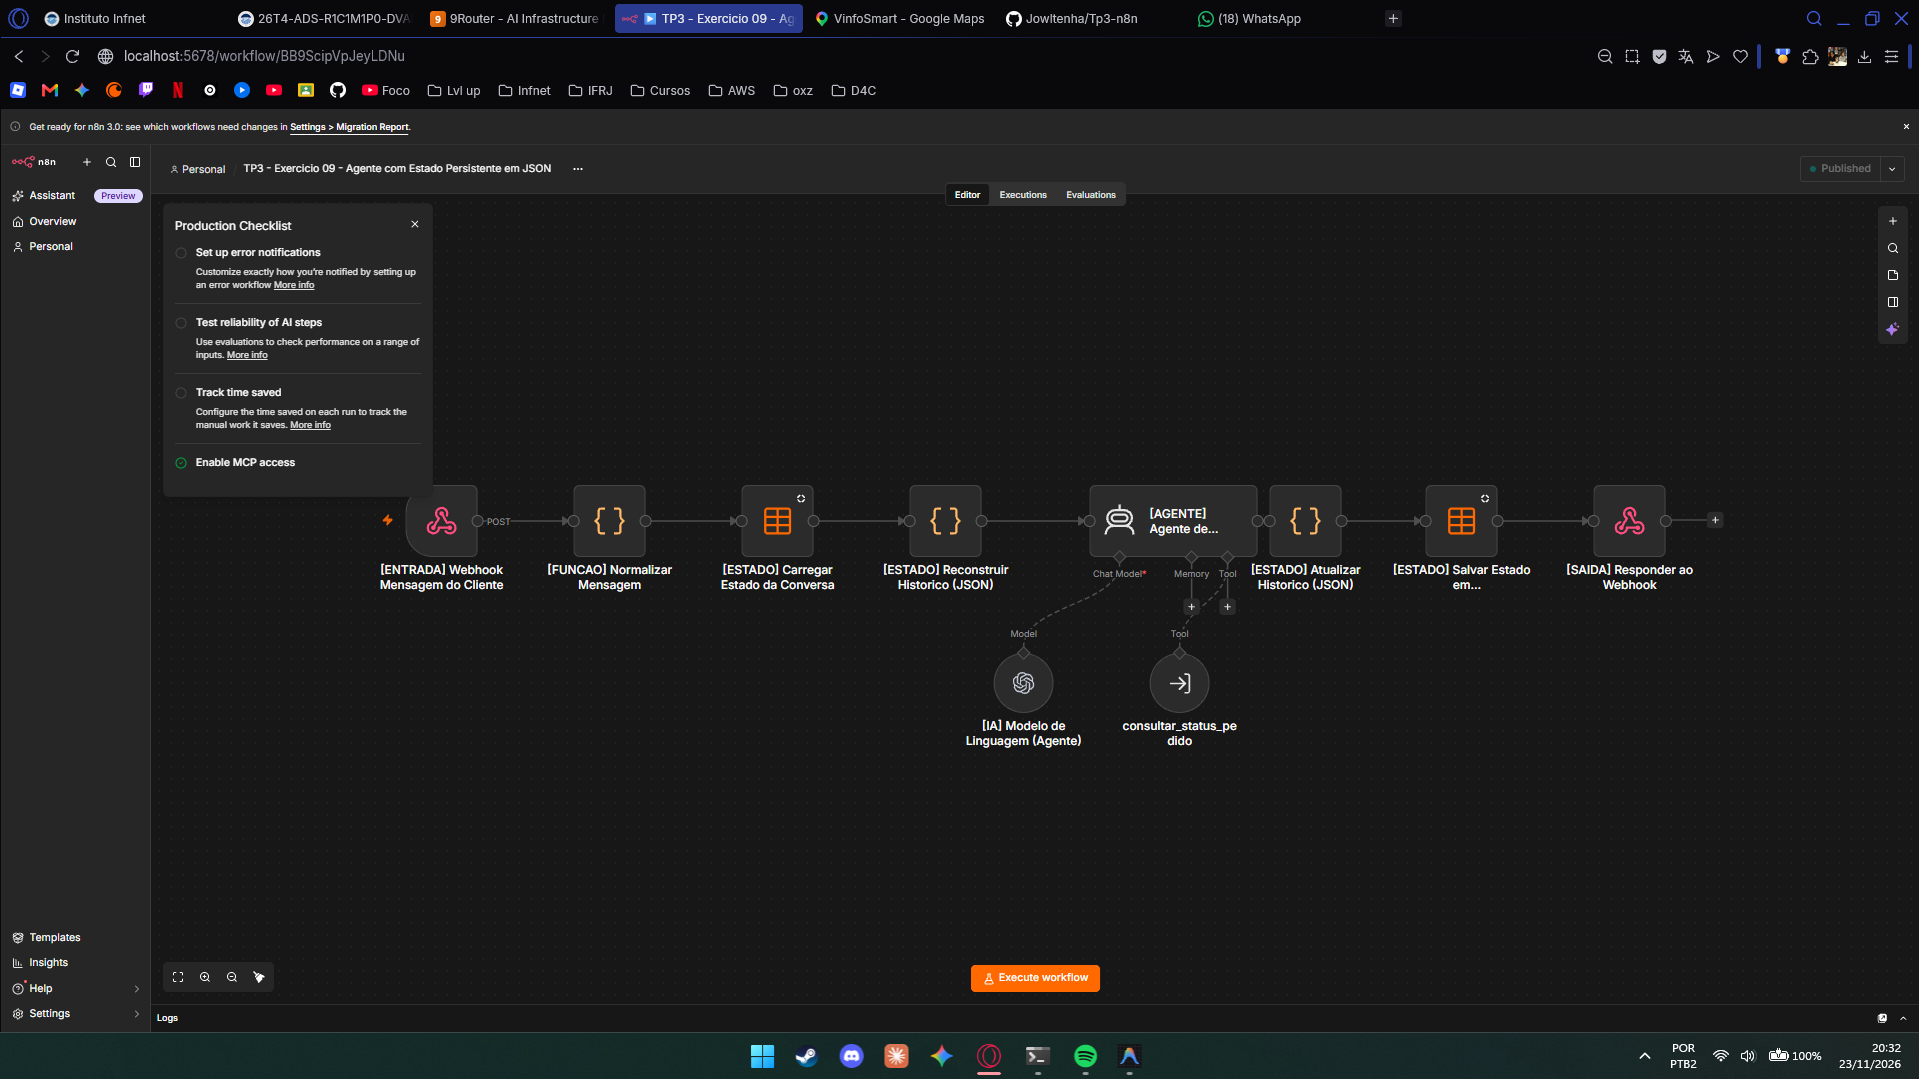 Instituto Infnet
26T4-ADS-R1C1M1P0-DVA
9Router - AI Infrastructure
TP3 - Exercicio 09 - Ag
VinfoSmart - Google Maps
Jowltenha/Tp3-n8n
(18) WhatsApp
localhost:5678/workflow/BB9ScipVpJeyLDNu
Foco
Lvl up
Infnet
IFRJ
Cursos
AWS
oxz
D4C
Get ready for n8n 3.0: see which workflows need changes in Settings > Migration Report.
n8n
Assistant
Preview
Overview
Personal
Personal / TP3 - Exercicio 09 - Agente com Estado Persistente em JSON
Published
Editor
Executions
Evaluations
Production Checklist
Set up error notifications
Customize exactly how you're notified by setting up
an error workflow More info
Test reliability of AI steps
Use evaluations to check performance on a range of
inputs. More info
Track time saved
Configure the time saved on each run to track the
manual work it saves. More info
Enable MCP access
POST
[ENTRADA] Webhook
Mensagem do Cliente
[FUNCAO] Normalizar
Mensagem
[ESTADO] Carregar
Estado da Conversa
[ESTADO] Reconstruir
Historico (JSON)
[AGENTE]
Agente de...
Chat Model*
Memory
Tool
[ESTADO] Atualizar
Historico (JSON)
[ESTADO] Salvar Estado
em...
[SAIDA] Responder ao
Webhook
Model
Tool
[IA] Modelo de
Linguagem (Agente)
consultar_status_pe
dido
Templates
Insights
Help
Settings
Execute workflow
Logs
POR
PTB2
100%
20:32
23/11/2026